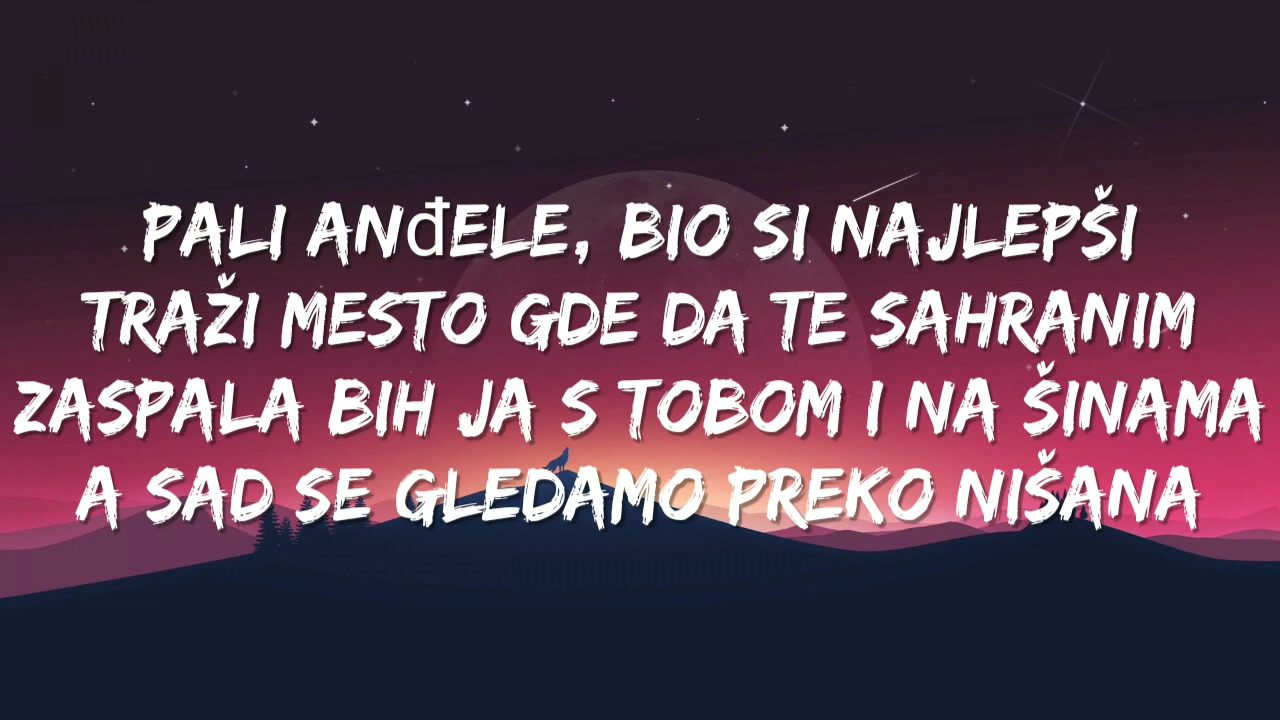 PALI ANđELE, BIO SI NAJLEPŠI
TRAŽI MESTO GDE DA TE SAHRANIM
ZASPALA BIH JA S TOBOM I NA ŠINAMA
A SAD SE GLEDAMO PREKO NIŠANA